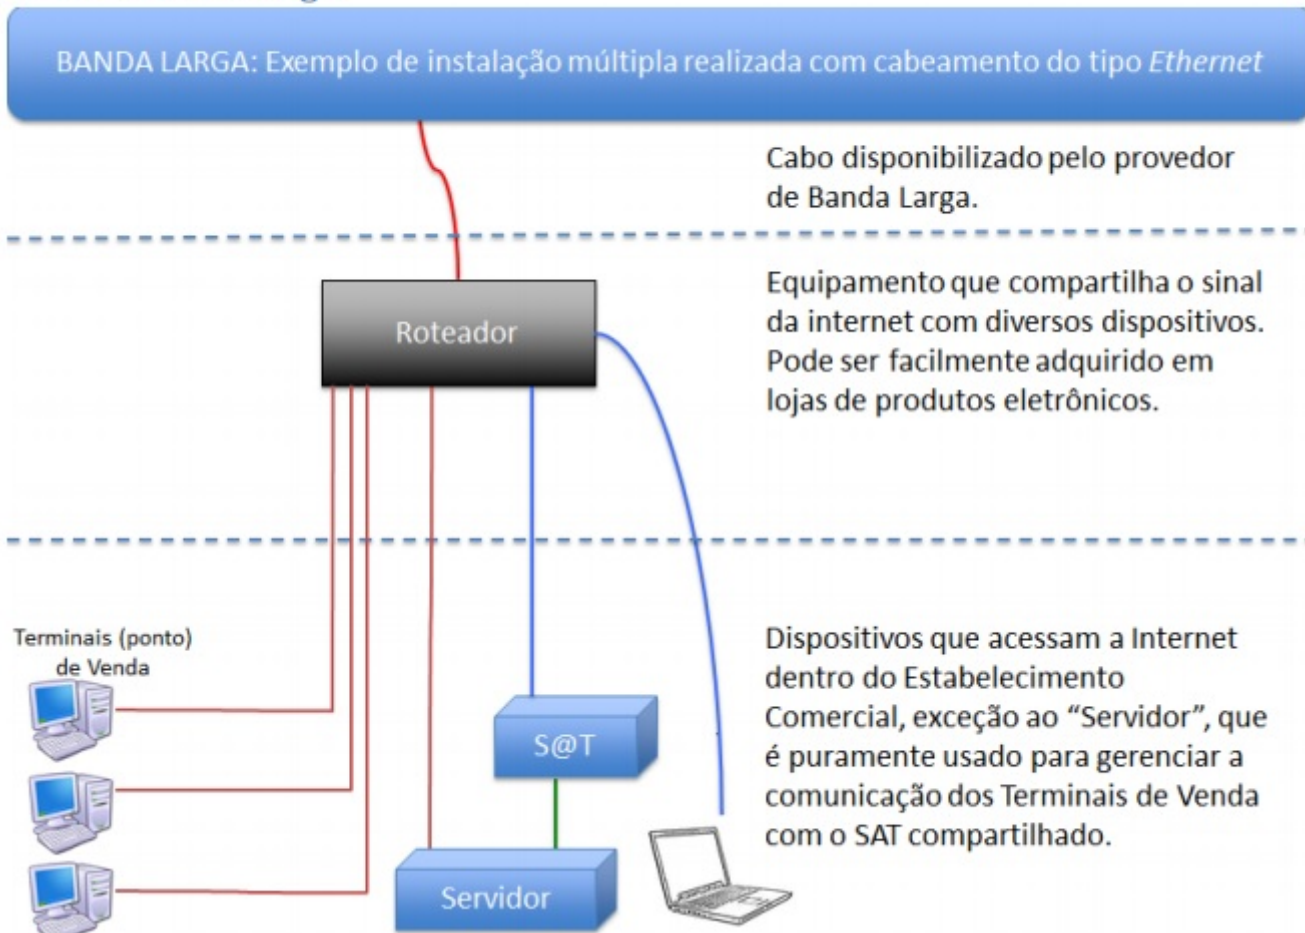 BANDA LARGA: Exemplo de instalação múltipla realizada com cabeamento do tipo Ethernet
Cabo disponibilizado pelo provedor
de Banda Larga.
Roteador
Equipamento que compartilha o sinal
da internet com diversos dispositivos.
Pode ser facilmente adquirido em
lojas de produtos eletrônicos.
Terminais (ponto)
de Venda
S@T
Servidor
Dispositivos que acessam a Internet
dentro do Estabelecimento
Comercial, exceção ao “Servidor”, que
é puramente usado para gerenciar a
comunicação dos Terminais de Venda
com o SAT compartilhado.